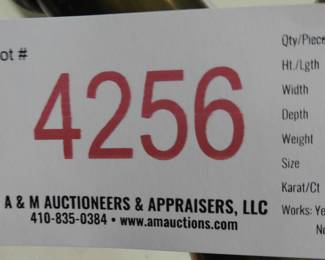 ot #
4256
A & M AUCTIONEERS & APPRAISERS, LLC
410-835-0384 • www.amauctions.com
Qty/Piece
Ht./Lgth
Width
Depth
Weight
Size
Karat/Ct
Works: Ye